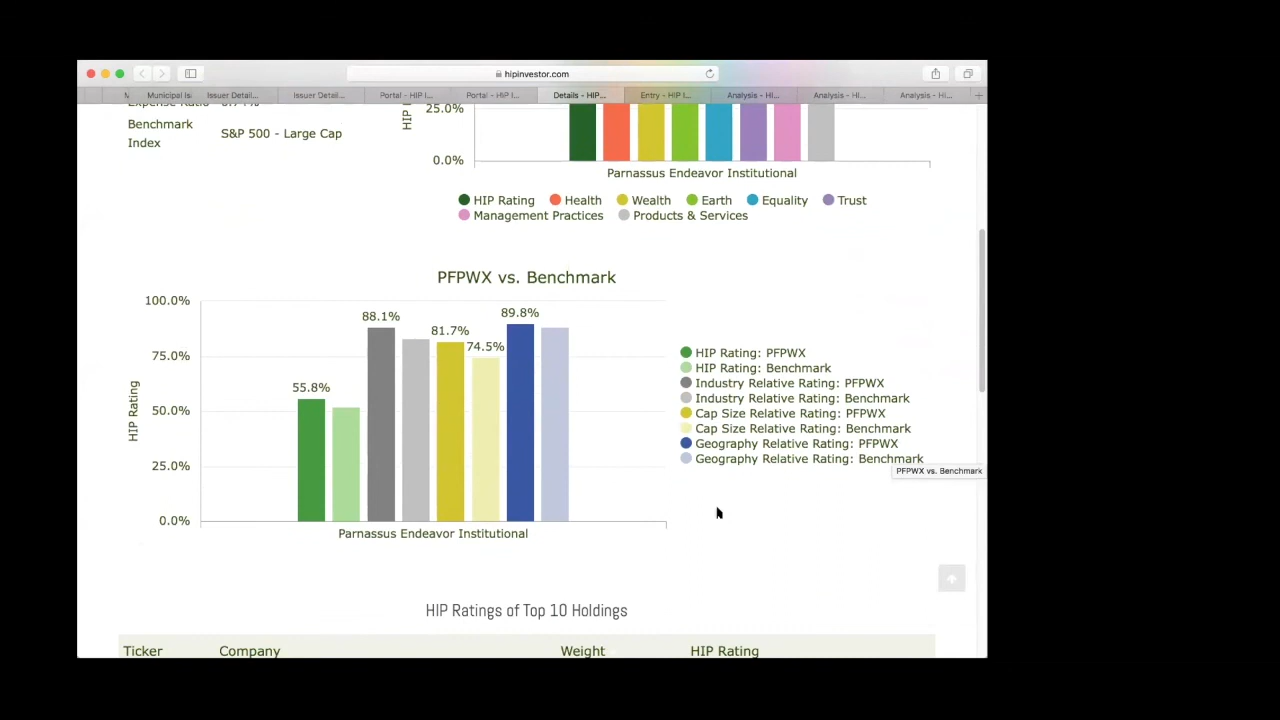 hipinvestor.com
Municipal Is
Issuer Detail...
Issuer Detail...
Portal - HIP I...
Portal - HIP I...
Details - HIP...
Entry - HIP I...
Analysis - HI...
Analysis - HI...
Analysis - Hi...
Expense Ratio
Benchmark
Index
S&P 500 - Large Cap
HIP
25.0%
0.0%
Parnassus Endeavor Institutional
HIP Rating
Health
Wealth
Earth
Equality
Trust
Management Practices
Products & Services
PFPWX vs. Benchmark
HIP Rating
100.0%
75.0%
50.0%
25.0%
0.0%
55.8%
88.1%
81.7%
74.5%
89.8%
Parnassus Endeavor Institutional
HIP Rating: PFPWX
HIP Rating: Benchmark
Industry Relative Rating: PFPWX
Industry Relative Rating: Benchmark
Cap Size Relative Rating: PFPWX
Cap Size Relative Rating: Benchmark
Geography Relative Rating: PFPWX
Geography Relative Rating: Benchmark
PFPWX vs. Benchmark
HIP Ratings of Top 10 Holdings
Ticker
Company
Weight
HIP Rating